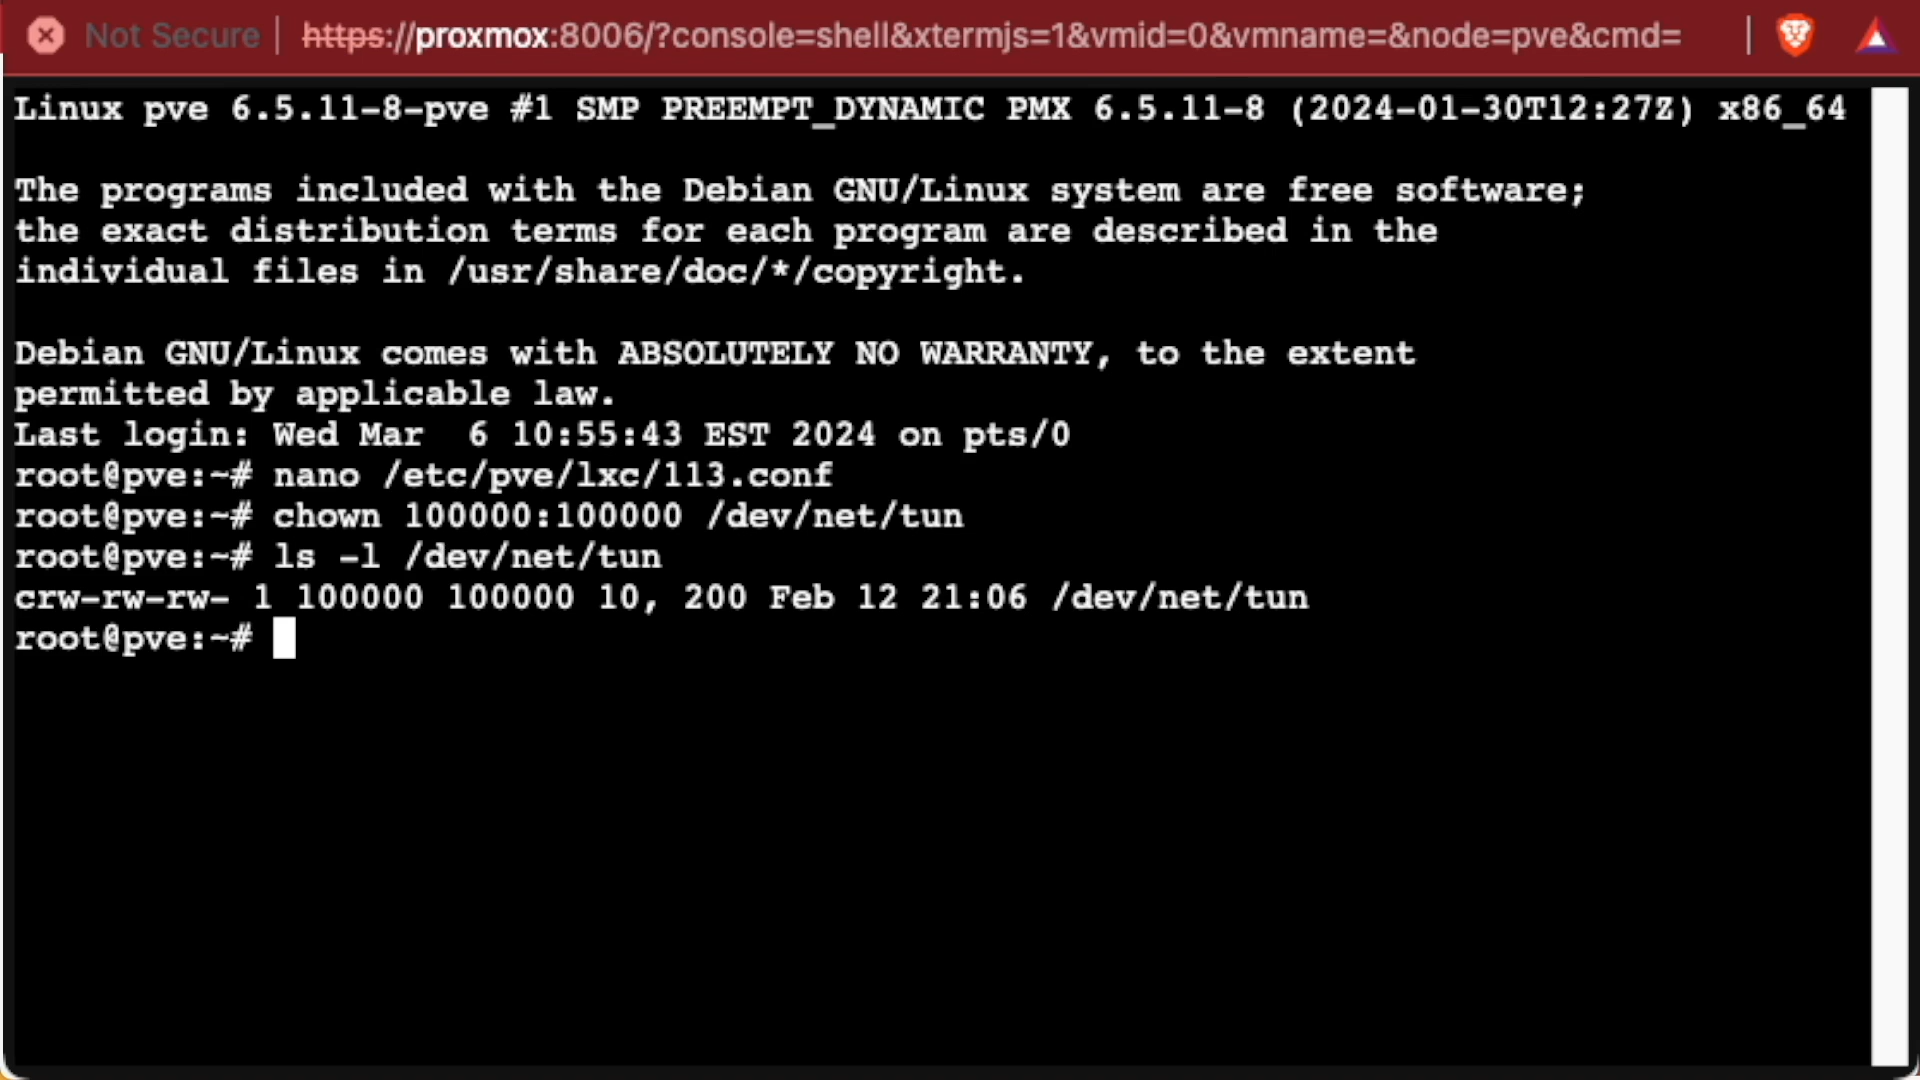 Not Secure | https://proxmox:8006/?console=shell&xtermjs=1&vmid=0&vmname=&node=pve&cmd=
Linux pve 6.5.11-8-pve #1 SMP PREEMPT_DYNAMIC PMX 6.5.11-8 (2024-01-30T12:27Z) x86_64
The programs included with the Debian GNU/Linux system are free software;
the exact distribution terms for each program are described in the
individual files in /usr/share/doc/*/copyright.
Debian GNU/Linux comes with ABSOLUTELY NO WARRANTY, to the extent
permitted by applicable law.
Last login: Wed Mar  6 10:55:43 EST 2024 on pts/0
root@pve:~# nano /etc/pve/lxc/113.conf
root@pve:~# chown 100000:100000 /dev/net/tun
root@pve:~# ls -l /dev/net/tun
crw-rw-rw- 1 100000 100000 10, 200 Feb 12 21:06 /dev/net/tun
root@pve:~#